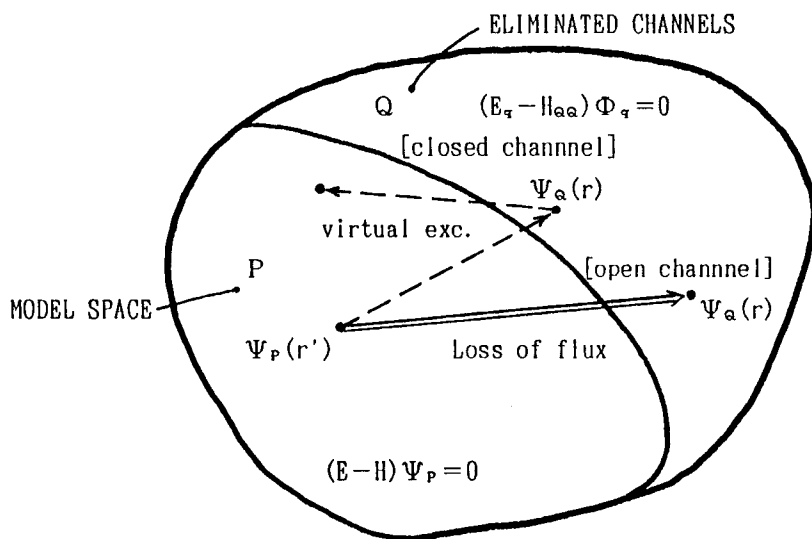 ELIMINATED CHANNELS
Q
(E_q−H_QQ)Φ_q=0
[closed channnel]
Ψ_Q(r)
virtual exc.
P
[open channnel]
MODEL SPACE
Ψ_Q(r)
Ψ_P(r')
Loss of flux
(E−H)Ψ_P=0